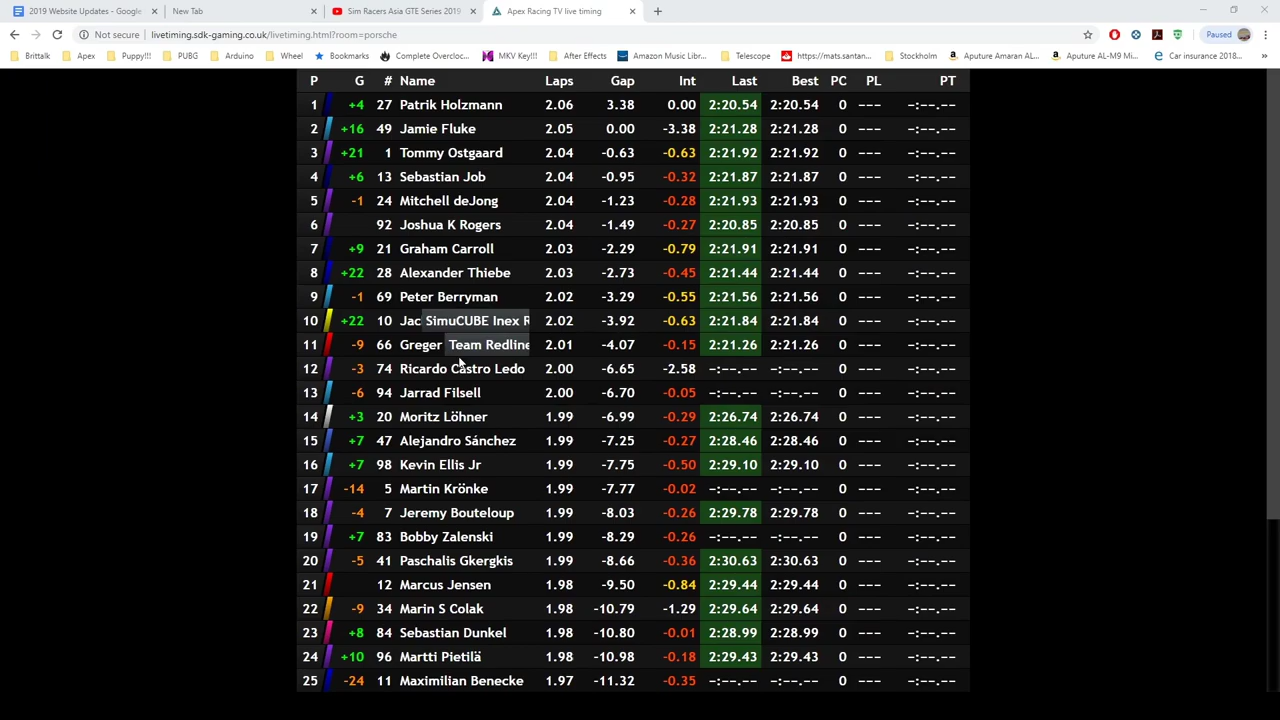 2019 Website Updates - Google
New Tab
Sim Racers Asia GTE Series 2019
Apex Racing TV live timing
Not secure | livetiming.sdk-gaming.co.uk/livetiming.html?room=porsche
Paused
Brittalk Apex Puppy!!! PUBG Arduino Wheel Bookmarks Complete Overcloc... MKV Key!!! After Effects Amazon Music Libr... Telescope https://mats.santan... Stockholm Aputure Amaran AL... Aputure AL-M9 Mi... Car insurance 2018...
P G # Name Laps Gap Int Last Best PC PL PT
1 +4 27 Patrik Holzmann 2.06 3.38 0.00 2:20.54 2:20.54 0 --- -:--.--
2 +16 49 Jamie Fluke 2.05 0.00 -3.38 2:21.28 2:21.28 0 --- -:--.--
3 +21 1 Tommy Ostgaard 2.04 -0.63 -0.63 2:21.92 2:21.92 0 --- -:--.--
4 +6 13 Sebastian Job 2.04 -0.95 -0.32 2:21.87 2:21.87 0 --- -:--.--
5 -1 24 Mitchell deJong 2.04 -1.23 -0.28 2:21.93 2:21.93 0 --- -:--.--
6 92 Joshua K Rogers 2.04 -1.49 -0.27 2:20.85 2:20.85 0 --- -:--.--
7 +9 21 Graham Carroll 2.03 -2.29 -0.79 2:21.91 2:21.91 0 --- -:--.--
8 +22 28 Alexander Thiebe 2.03 -2.73 -0.45 2:21.44 2:21.44 0 --- -:--.--
9 -1 69 Peter Berryman 2.02 -3.29 -0.55 2:21.56 2:21.56 0 --- -:--.--
10 +22 10 Jac SimuCUBE Inex R 2.02 -3.92 -0.63 2:21.84 2:21.84 0 --- -:--.--
11 -9 66 Greger Team Redline 2.01 -4.07 -0.15 2:21.26 2:21.26 0 --- -:--.--
12 -3 74 Ricardo Castro Ledo 2.00 -6.65 -2.58 -:--.-- -:--.-- 0 --- -:--.--
13 -6 94 Jarrad Filsell 2.00 -6.70 -0.05 -:--.-- -:--.-- 0 --- -:--.--
14 +3 20 Moritz Löhner 1.99 -6.99 -0.29 2:26.74 2:26.74 0 --- -:--.--
15 +7 47 Alejandro Sánchez 1.99 -7.25 -0.27 2:28.46 2:28.46 0 --- -:--.--
16 +7 98 Kevin Ellis Jr 1.99 -7.75 -0.50 2:29.10 2:29.10 0 --- -:--.--
17 -14 5 Martin Krönke 1.99 -7.77 -0.02 -:--.-- -:--.-- 0 --- -:--.--
18 -4 7 Jeremy Bouteloup 1.99 -8.03 -0.26 2:29.78 2:29.78 0 --- -:--.--
19 +7 83 Bobby Zalenski 1.99 -8.29 -0.26 -:--.-- -:--.-- 0 --- -:--.--
20 -5 41 Paschalis Gkergkis 1.99 -8.66 -0.36 2:30.63 2:30.63 0 --- -:--.--
21 12 Marcus Jensen 1.98 -9.50 -0.84 2:29.44 2:29.44 0 --- -:--.--
22 -9 34 Marin S Colak 1.98 -10.79 -1.29 2:29.64 2:29.64 0 --- -:--.--
23 +8 84 Sebastian Dunkel 1.98 -10.80 -0.01 2:28.99 2:28.99 0 --- -:--.--
24 +10 96 Martti Pietilä 1.98 -10.98 -0.18 2:29.43 2:29.43 0 --- -:--.--
25 -24 11 Maximilian Benecke 1.97 -11.32 -0.35 -:--.-- -:--.-- 0 --- -:--.--